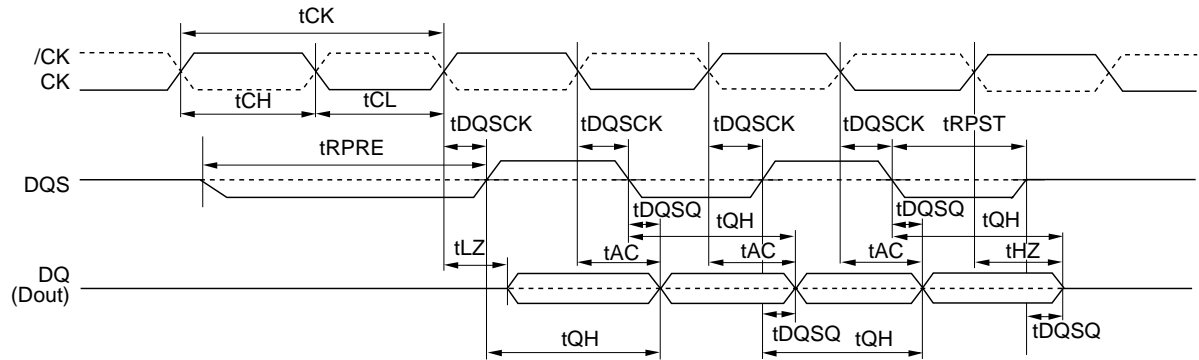 tCK
/CK
CK
tCH tCL
tDQSCK tDQSCK tDQSCK tDQSCK tRPST
tRPRE
DQS
tDQSQ tQH tDQSQ tQH
tLZ tAC tAC tAC tHZ
DQ
(Dout)
tQH tDQSQ tQH tDQSQ